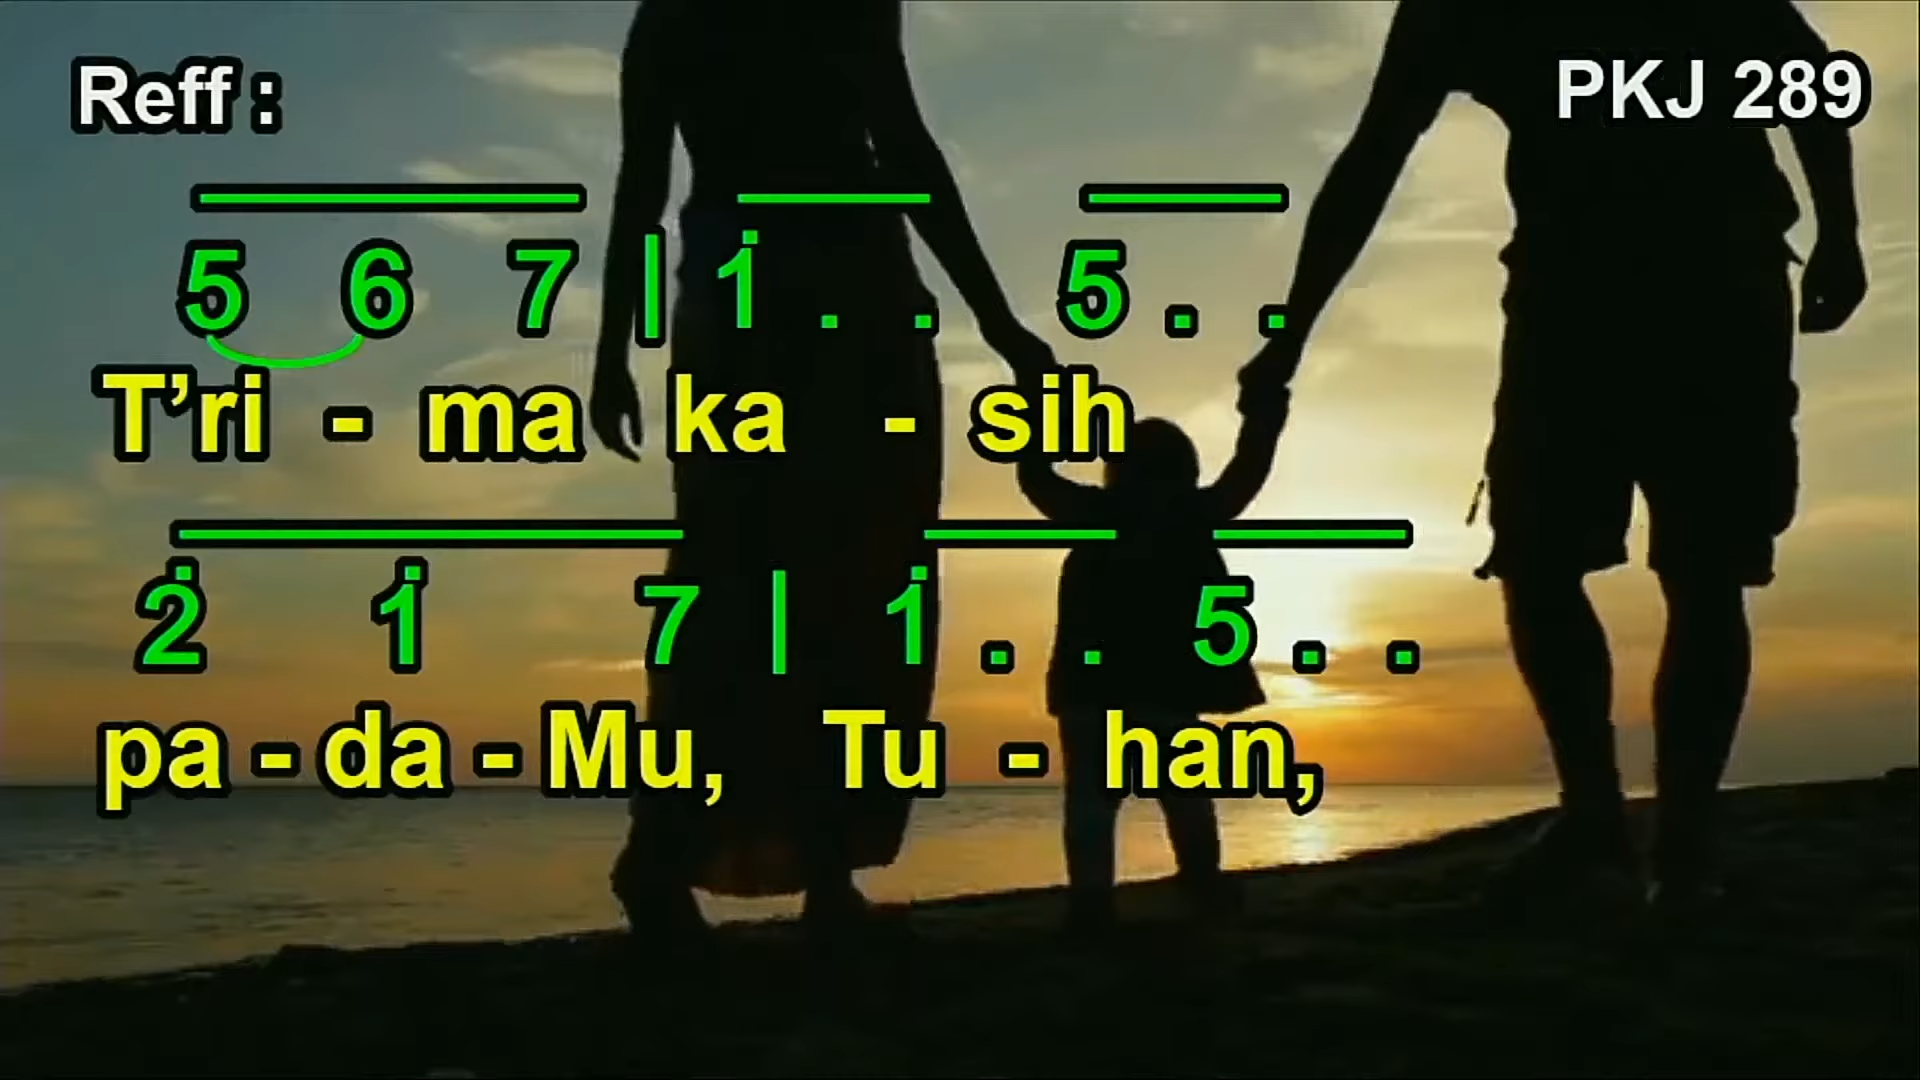 Reff : PKJ 289
5 6 7 | 1̇ . . 5 . .
T’ri - ma ka - sih
2̇ 1̇ 7 | 1̇ . . 5 . .
pa - da - Mu, Tu - han,